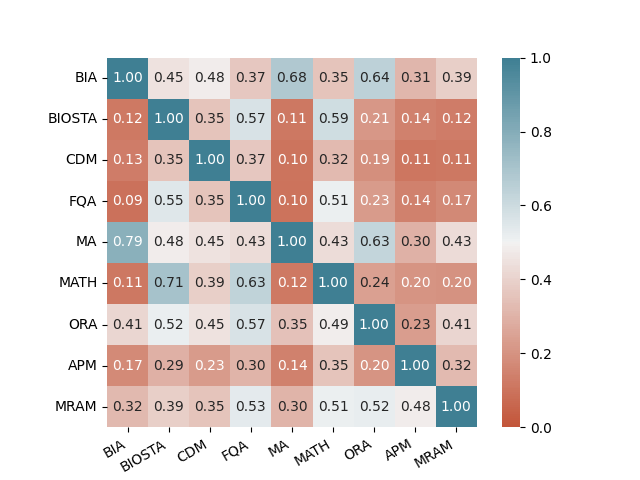 BIA 1.00 0.45 0.48 0.37 0.68 0.35 0.64 0.31 0.39
BIOSTA 0.12 1.00 0.35 0.57 0.11 0.59 0.21 0.14 0.12
CDM 0.13 0.35 1.00 0.37 0.10 0.32 0.19 0.11 0.11
FQA 0.09 0.55 0.35 1.00 0.10 0.51 0.23 0.14 0.17
MA 0.79 0.48 0.45 0.43 1.00 0.43 0.63 0.30 0.43
MATH 0.11 0.71 0.39 0.63 0.12 1.00 0.24 0.20 0.20
ORA 0.41 0.52 0.45 0.57 0.35 0.49 1.00 0.23 0.41
APM 0.17 0.29 0.23 0.30 0.14 0.35 0.20 1.00 0.32
MRAM 0.32 0.39 0.35 0.53 0.30 0.51 0.52 0.48 1.00
BIA BIOSTA CDM FQA MA MATH ORA APM MRAM
1.0
0.8
0.6
0.4
0.2
0.0